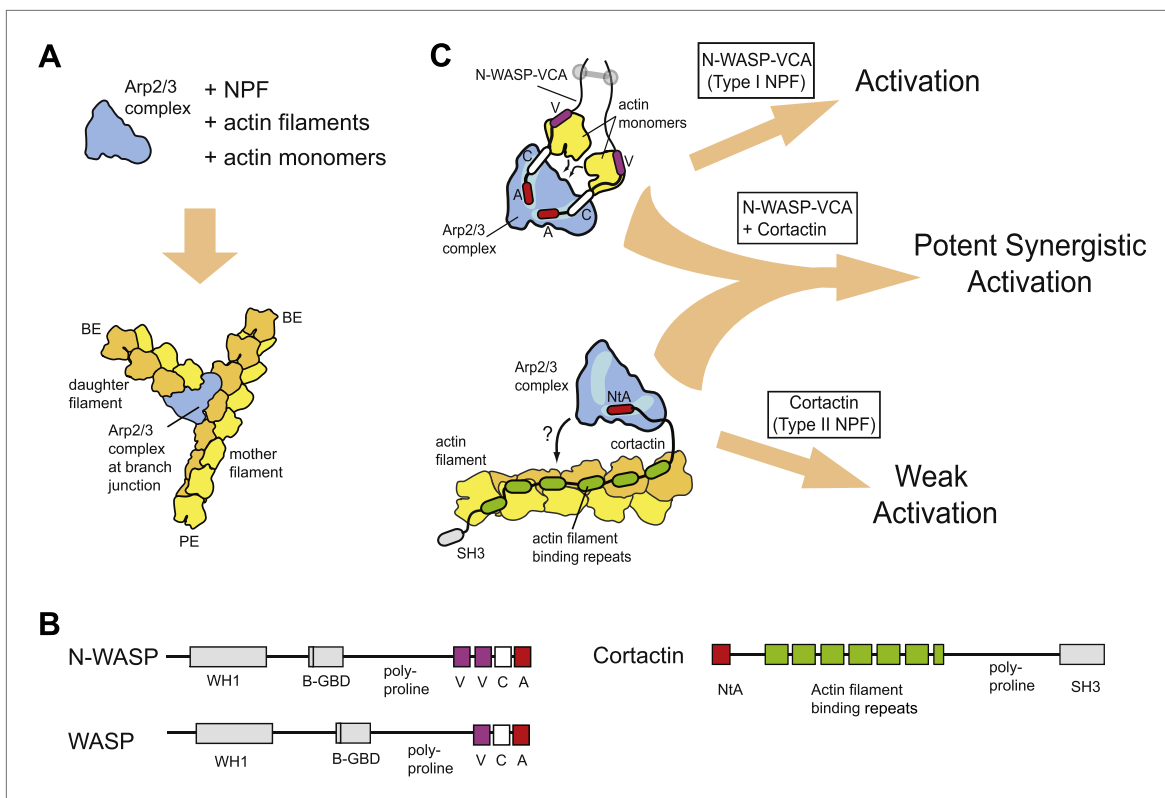 A
Arp2/3
complex
+ NPF
+ actin filaments
+ actin monomers
BE
BE
daughter
filament
Arp2/3
complex
at branch
junction
mother
filament
PE
C
N-WASP-VCA
V
actin
monomers
C
V
A
C
A
Arp2/3
complex
N-WASP-VCA
(Type I NPF)
Activation
N-WASP-VCA
+ Cortactin
Potent Synergistic
Activation
Arp2/3
complex
NtA
?
cortactin
actin
filament
SH3
actin filament
binding repeats
Cortactin
(Type II NPF)
Weak
Activation
B
N-WASP
WH1
B-GBD
poly-
proline
V V C A
WASP
WH1
B-GBD
poly-
proline
V C A
Cortactin
NtA
Actin filament
binding repeats
poly-
proline
SH3